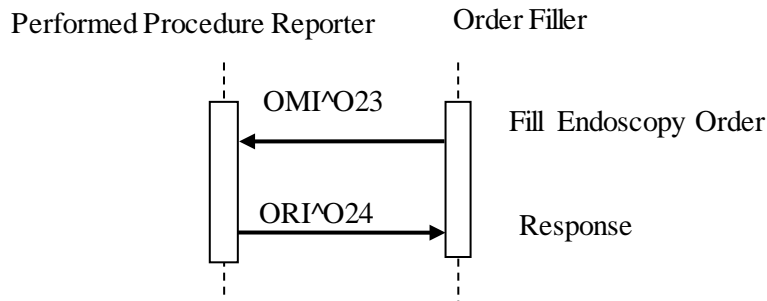 Performed Procedure Reporter
Order Filler
OMI^O23
Fill Endoscopy Order
ORI^O24
Response